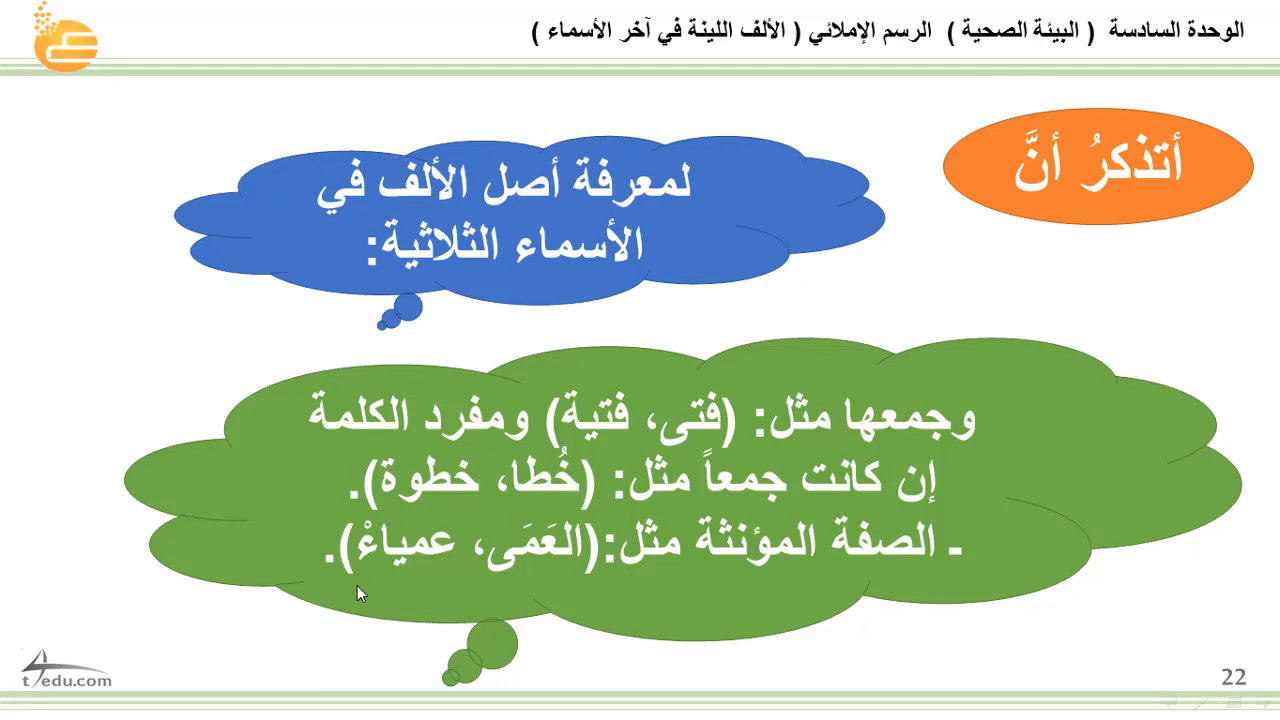 الوحدة السادسة ( البيئة الصحية ) الرسم الإملائي ( الألف اللينة في آخر الأسماء )
أتذكرُ أنَّ
لمعرفة أصل الألف في
الأسماء الثلاثية:
وجمعها مثل: (فتى، فتية) ومفرد الكلمة
إن كانت جمعاً مثل: (خُطا، خطوة).
ـ الصفة المؤنثة مثل:(العَمَى، عمياءْ).
t4edu.com
22